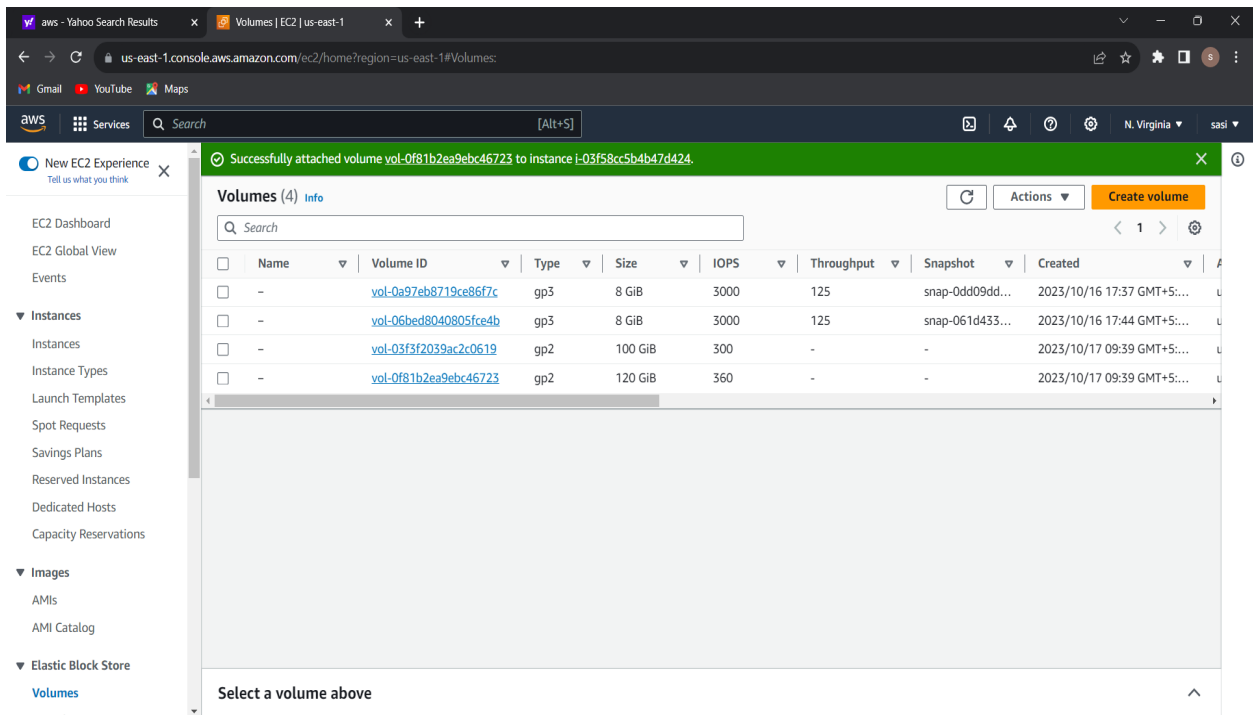 aws - Yahoo Search Results
Volumes | EC2 | us-east-1
us-east-1.console.aws.amazon.com/ec2/home?region=us-east-1#Volumes:
S
Gmail YouTube Maps
aws Services Search [Alt+S] N. Virginia ▼ sasi ▼
New EC2 Experience
Tell us what you think
EC2 Dashboard
EC2 Global View
Events
▼ Instances
Instances
Instance Types
Launch Templates
Spot Requests
Savings Plans
Reserved Instances
Dedicated Hosts
Capacity Reservations
▼ Images
AMIs
AMI Catalog
▼ Elastic Block Store
Volumes
Successfully attached volume vol-0f81b2ea9ebc46723 to instance i-03f58cc5b4b47d424.
Volumes (4) Info
Actions ▼ Create volume
Search
1
Name Volume ID Type Size IOPS Throughput Snapshot Created
– vol-0a97eb8719ce86f7c gp3 8 GiB 3000 125 snap-0dd09dd... 2023/10/16 17:37 GMT+5:...
– vol-06bed8040805fce4b gp3 8 GiB 3000 125 snap-061d433... 2023/10/16 17:44 GMT+5:...
– vol-03f3f2039ac2c0619 gp2 100 GiB 300 - - 2023/10/17 09:39 GMT+5:...
– vol-0f81b2ea9ebc46723 gp2 120 GiB 360 - - 2023/10/17 09:39 GMT+5:...
Select a volume above